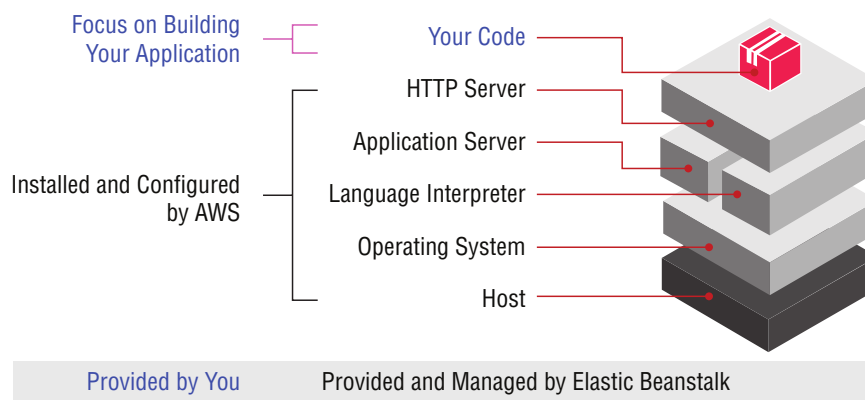 Focus on Building
Your Application
Your Code
HTTP Server
Application Server
Installed and Configured
by AWS
Language Interpreter
Operating System
Host
Provided by You
Provided and Managed by Elastic Beanstalk